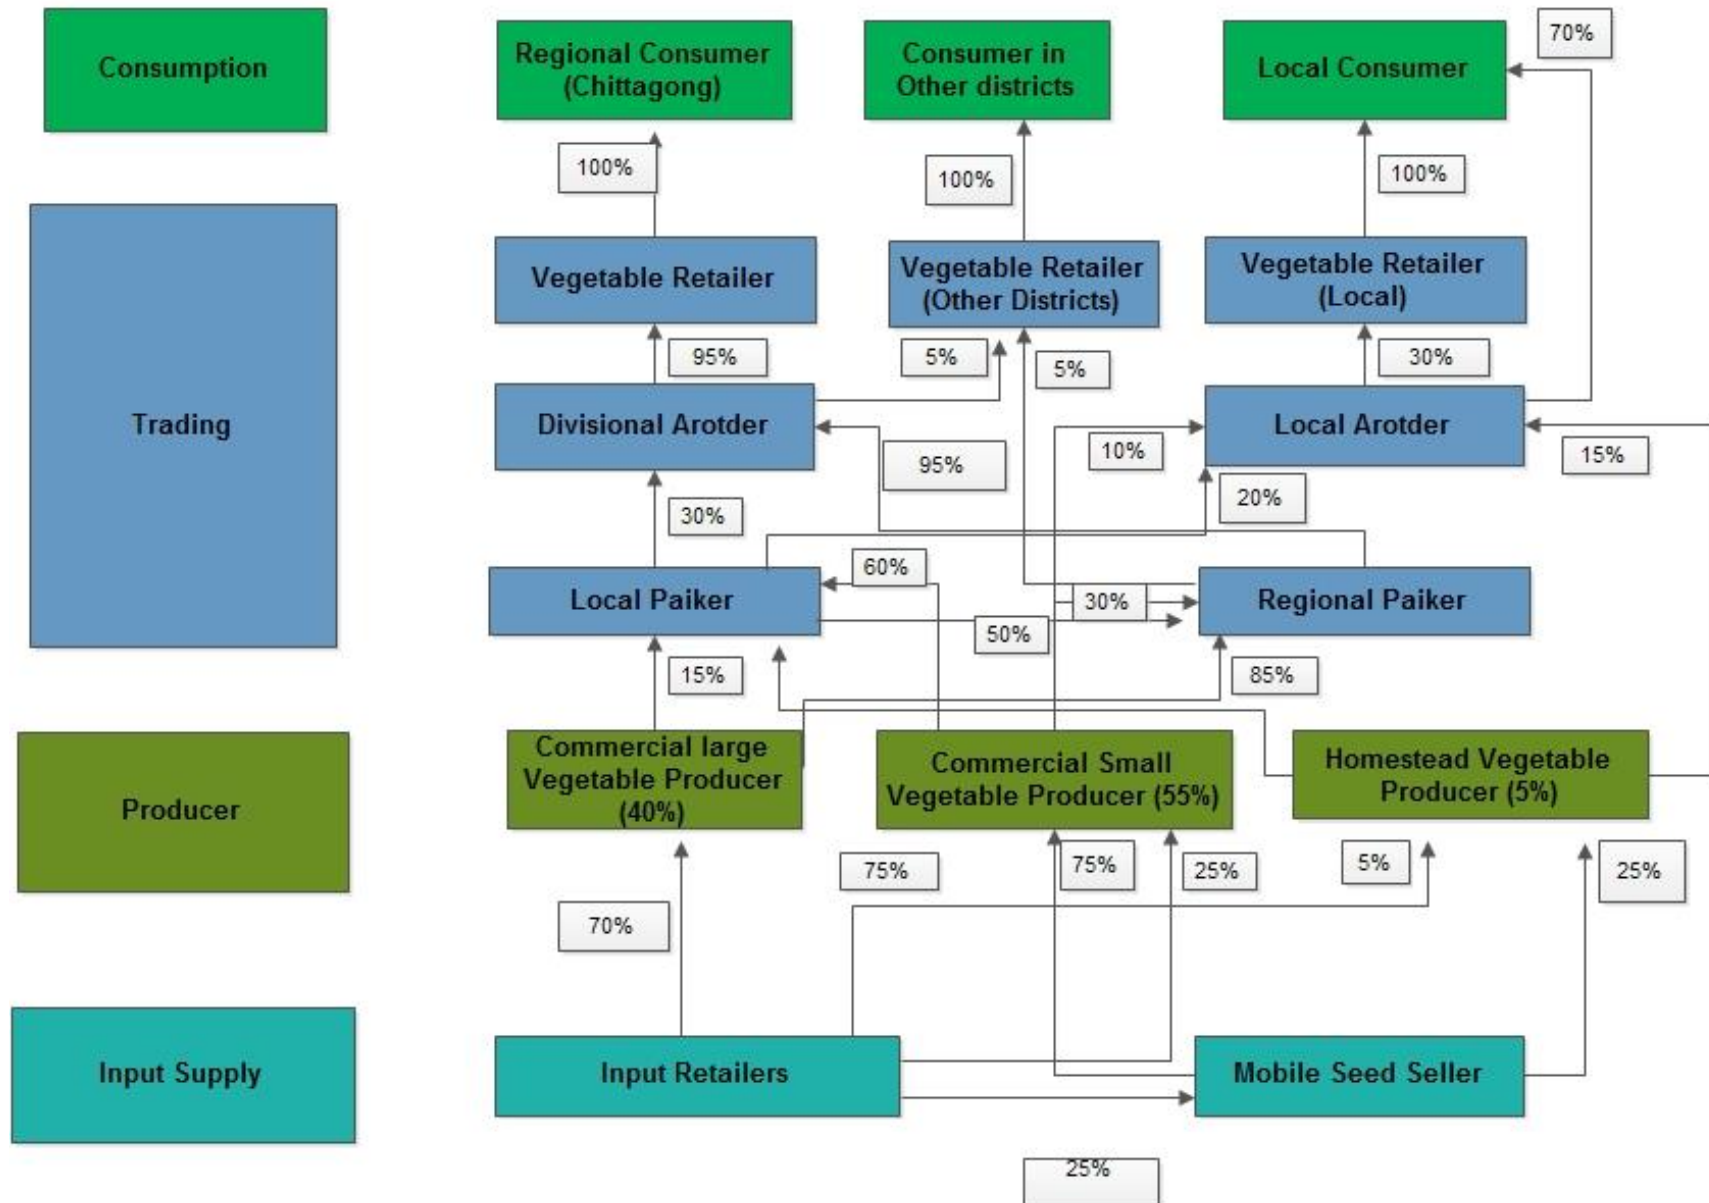 Consumption
Regional Consumer
(Chittagong)
Consumer in
Other districts
Local Consumer
70%
100%
100%
100%
Trading
Vegetable Retailer
Vegetable Retailer
(Other Districts)
Vegetable Retailer
(Local)
95%
5%
5%
30%
Divisional Arotder
Local Arotder
95%
10%
15%
30%
20%
60%
Local Paiker
30%
Regional Paiker
50%
15%
85%
Producer
Commercial large
Vegetable Producer
(40%)
Commercial Small
Vegetable Producer (55%)
Homestead Vegetable
Producer (5%)
75%
75%
25%
5%
25%
70%
Input Supply
Input Retailers
Mobile Seed Seller
25%